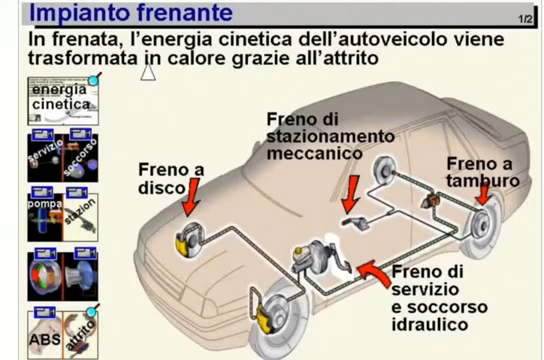 Impianto frenante
1/2
In frenata, l'energia cinetica dell'autoveicolo viene
trasformata in calore grazie all'attrito
energia
cinetica
servizio
soccorso
pompa
stazion
ABS
attrito
Freno a
disco
Freno di
stazionamento
meccanico
Freno a
tamburo
Freno di
servizio
e soccorso
idraulico